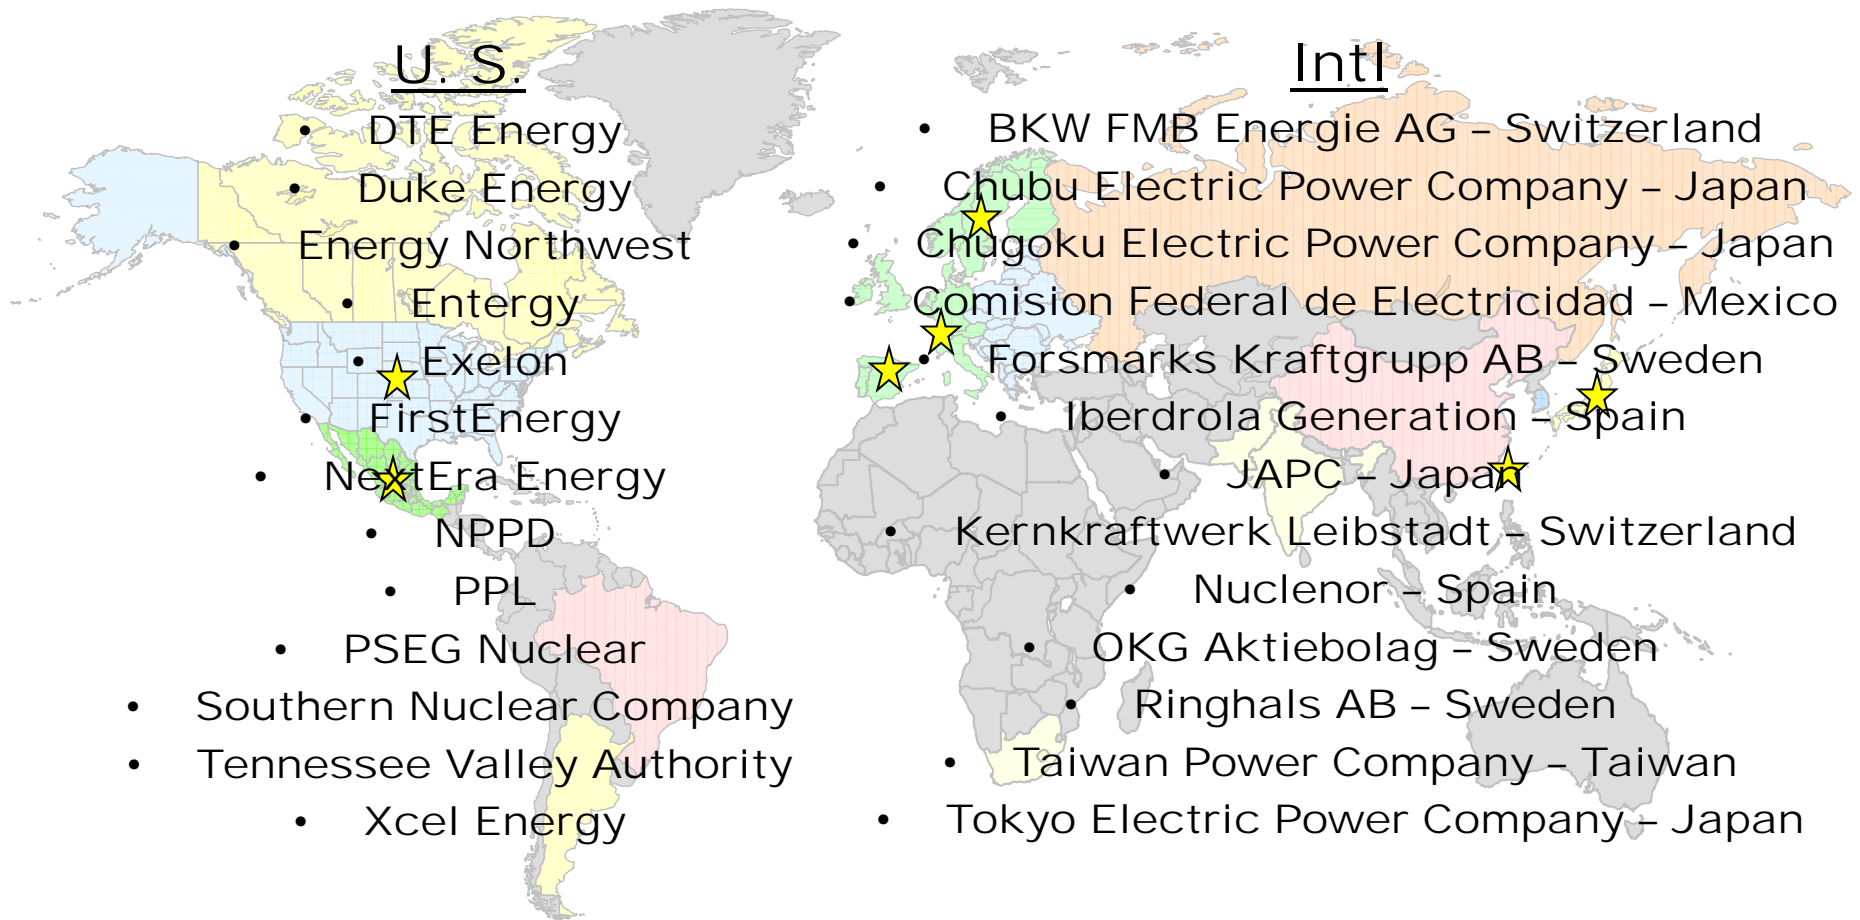 U. S.
• DTE Energy
• Duke Energy
• Energy Northwest
• Entergy
• Exelon
• FirstEnergy
• NextEra Energy
• NPPD
• PPL
• PSEG Nuclear
• Southern Nuclear Company
• Tennessee Valley Authority
• Xcel Energy
Intl
• BKW FMB Energie AG – Switzerland
• Chubu Electric Power Company – Japan
• Chugoku Electric Power Company – Japan
• Comision Federal de Electricidad – Mexico
• Forsmarks Kraftgrupp AB – Sweden
• Iberdrola Generation – Spain
• JAPC – Japan
• Kernkraftwerk Leibstadt – Switzerland
• Nuclenor – Spain
• OKG Aktiebolag – Sweden
• Ringhals AB – Sweden
• Taiwan Power Company – Taiwan
• Tokyo Electric Power Company – Japan